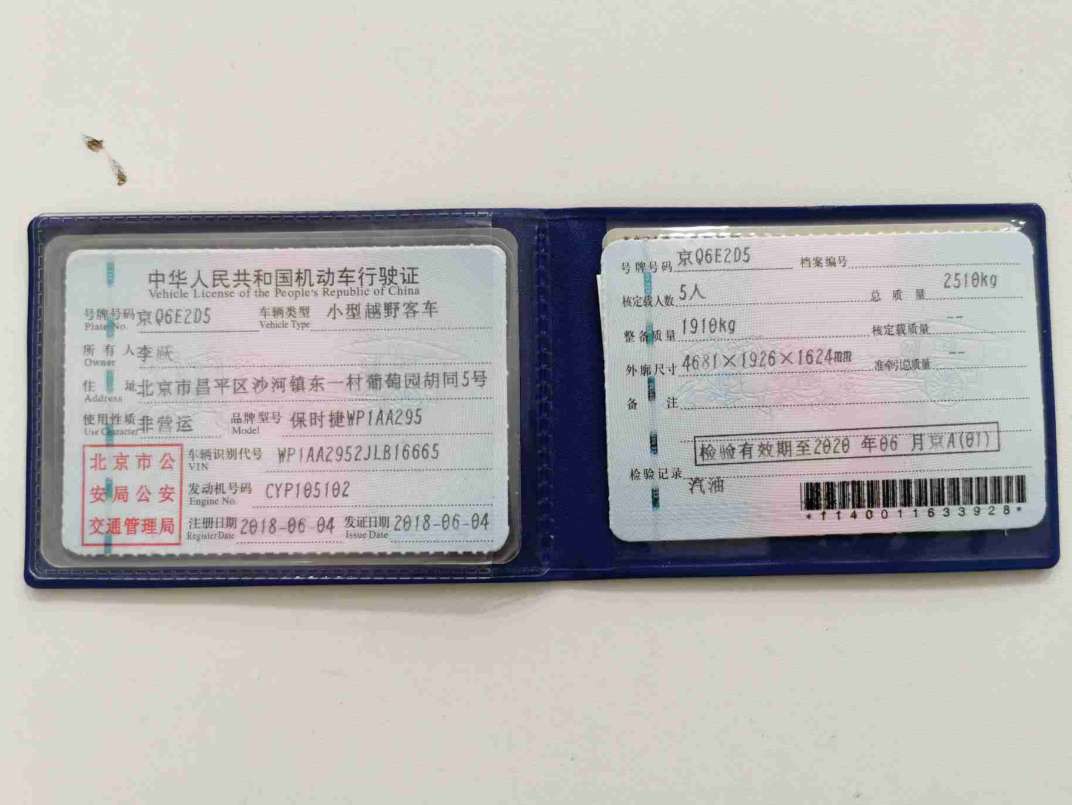 中华人民共和国机动车行驶证
Vehicle License of the People's Republic of China
号牌号码 京Q6E2D5 车辆类型 小型越野客车
Plate No. Vehicle Type
所有人 李跃
Owner
住址 北京市昌平区沙河镇东一村葡萄园胡同5号
Address
使用性质 非营运 品牌型号 保时捷WP1AA295
Use Character Model
北京市公安局公安交通管理局
车辆识别代号 WP1AA2952JLB16665
VIN
发动机号码 CYP105102
Engine No.
注册日期 2018-06-04 发证日期 2018-06-04
Register Date Issue Date
号牌号码 京Q6E2D5 档案编号
核定载人数 5人 总质量 2510kg
整备质量 1910kg 核定载质量 --
外廓尺寸 4681×1926×1624 准牵引总质量 --
备注
检验有效期至2020年06月京A(01)
检验记录
汽油
*1140011633928*